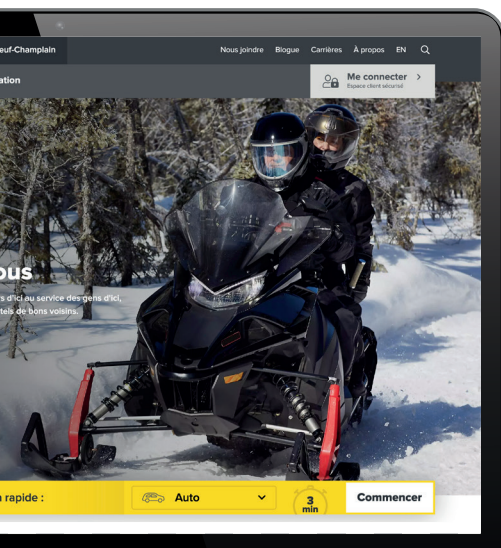 euf-Champlain
Nous joindre Blogue Carrières À propos EN
ation
Me connecter
Espace client sécurisé
ous
s d'ici au service des gens d'ici,
tels de bons voisins.
n rapide :
Auto
3
min
Commencer